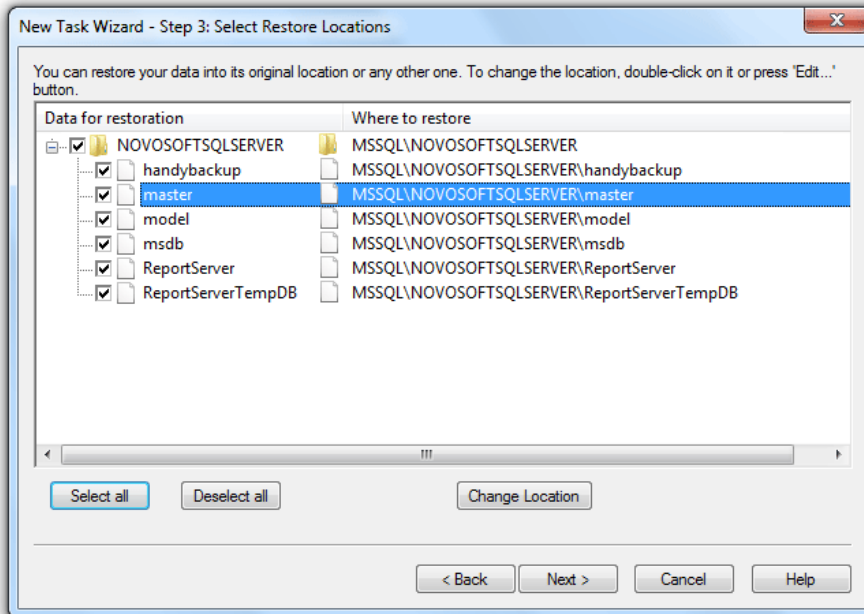 New Task Wizard - Step 3: Select Restore Locations
You can restore your data into its original location or any other one. To change the location, double-click on it or press 'Edit...'
button.
Data for restoration Where to restore
NOVOSOFTSQLSERVER MSSQL\NOVOSOFTSQLSERVER
handybackup MSSQL\NOVOSOFTSQLSERVER\handybackup
master MSSQL\NOVOSOFTSQLSERVER\master
model MSSQL\NOVOSOFTSQLSERVER\model
msdb MSSQL\NOVOSOFTSQLSERVER\msdb
ReportServer MSSQL\NOVOSOFTSQLSERVER\ReportServer
ReportServerTempDB MSSQL\NOVOSOFTSQLSERVER\ReportServerTempDB
Select all Deselect all Change Location
< Back Next > Cancel Help